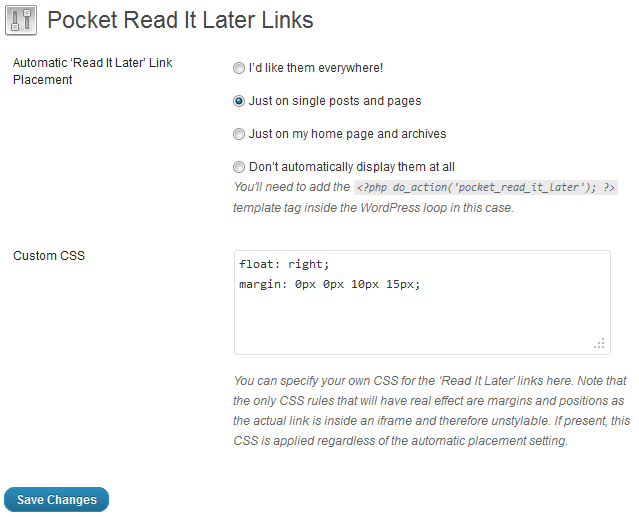 Pocket Read It Later Links
Automatic ‘Read It Later’ Link
Placement
I’d like them everywhere!
Just on single posts and pages
Just on my home page and archives
Don’t automatically display them at all
You'll need to add the <?php do_action('pocket_read_it_later'); ?>
template tag inside the WordPress loop in this case.
Custom CSS
float: right;
margin: 0px 0px 10px 15px;
You can specify your own CSS for the ‘Read It Later’ links here. Note that
the only CSS rules that will have real effect are margins and positions as
the actual link is inside an iframe and therefore unstylable. If present, this
CSS is applied regardless of the automatic placement setting.
Save Changes